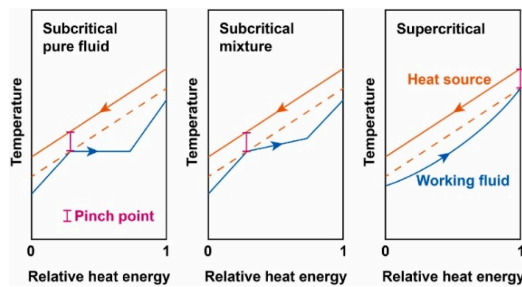 Subcritical
pure fluid
Temperature
Pinch point
0
1
Relative heat energy
Subcritical
mixture
Temperature
0
1
Relative heat energy
Supercritical
Heat source
Working fluid
Temperature
0
1
Relative heat energy